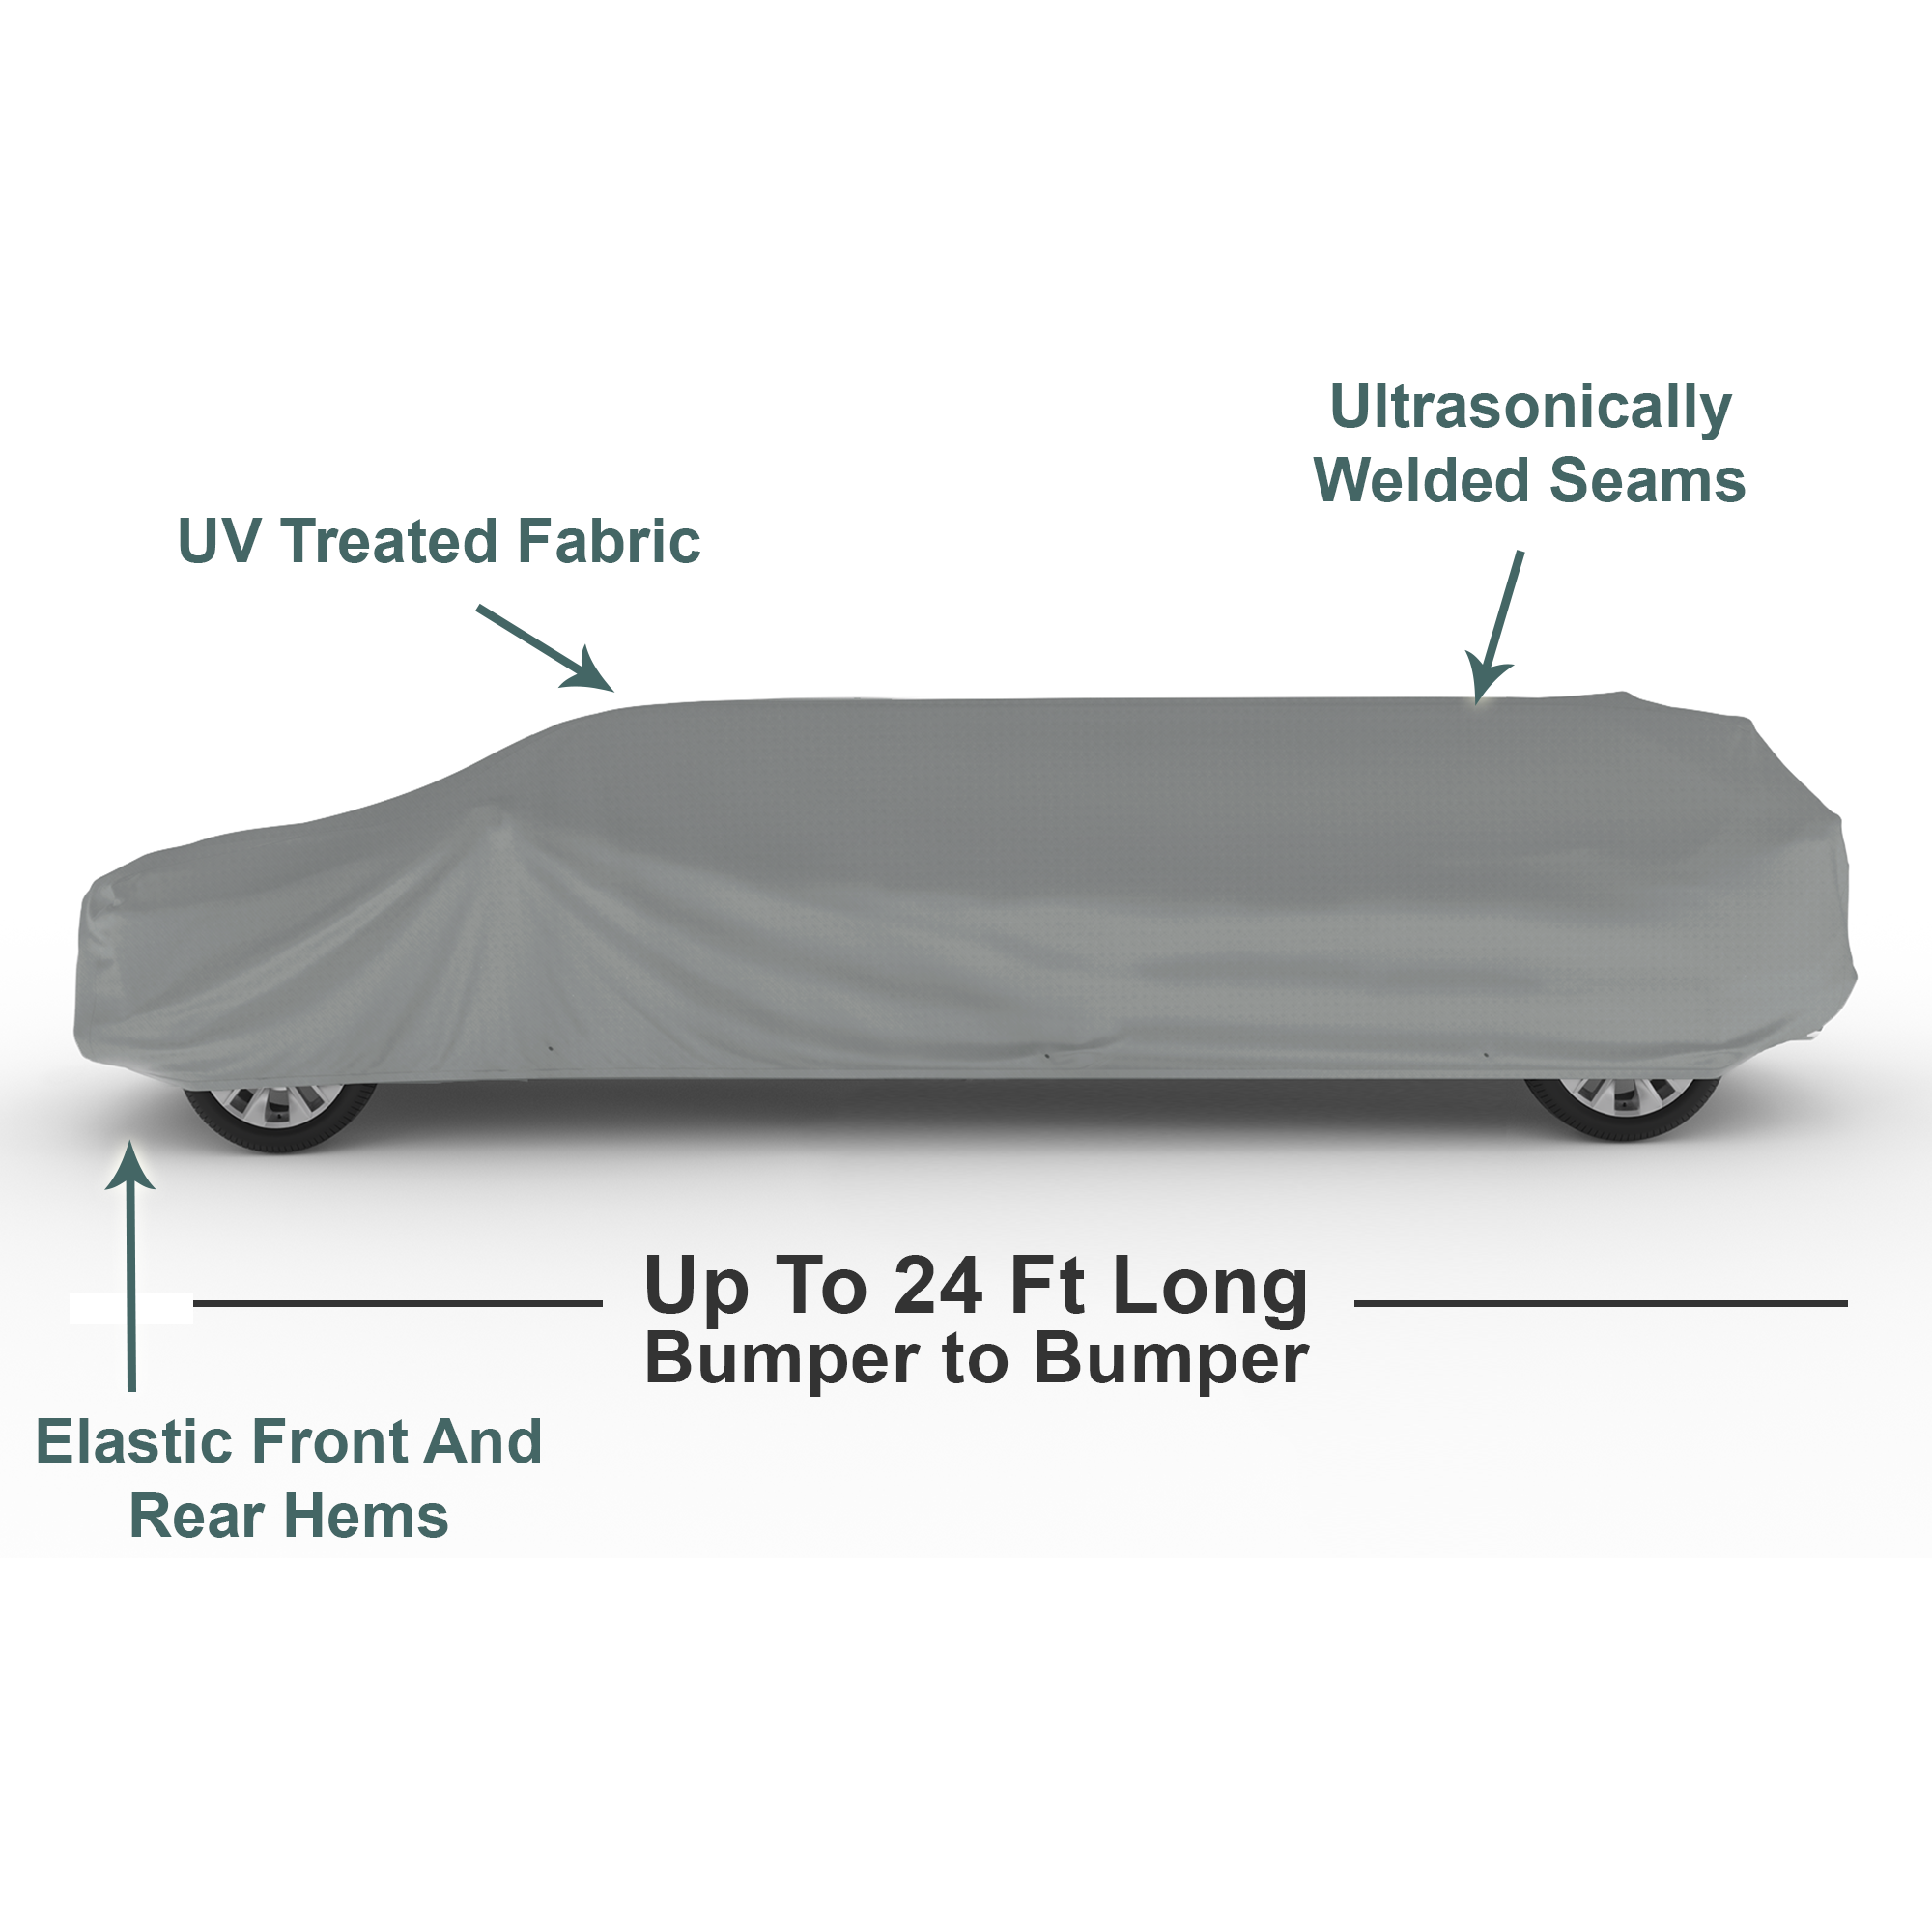 Ultrasonically
Welded Seams
UV Treated Fabric
Up To 24 Ft Long
Bumper to Bumper
Elastic Front And
Rear Hems